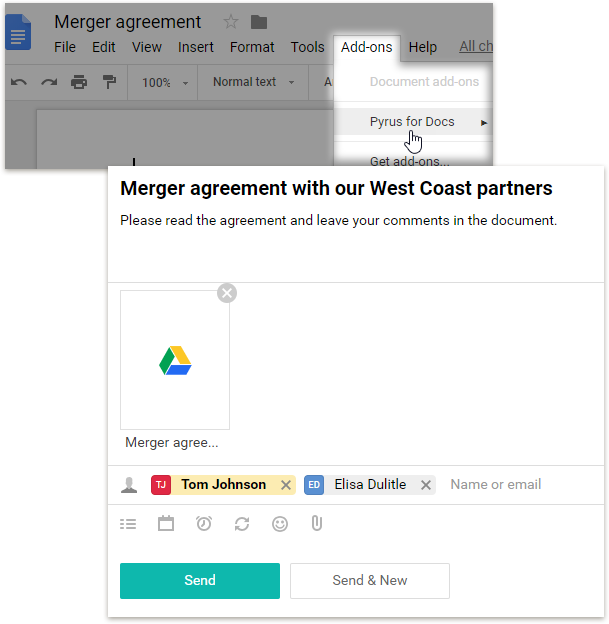 Merger agreement
File Edit View Insert Format Tools Add-ons Help All ch
100% Normal text A
Document add-ons
Pyrus for Docs
Get add-ons...
Merger agreement with our West Coast partners
Please read the agreement and leave your comments in the document.
Merger agree...
TJ Tom Johnson ED Elisa Dulitle Name or email
Send Send & New